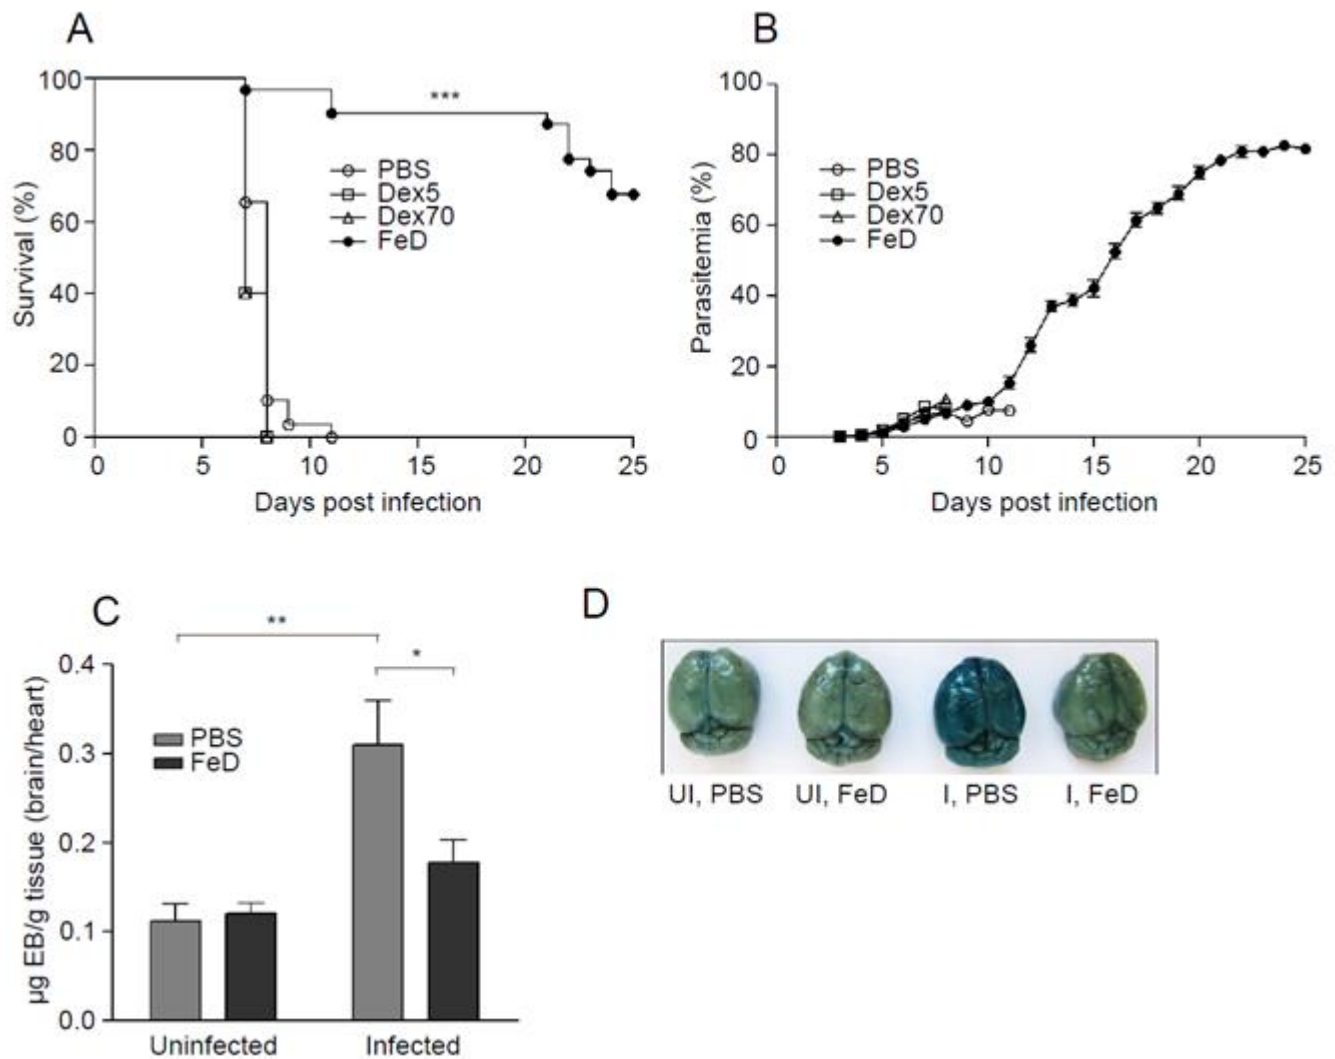 A
***
100
80
60
40
20
0
Survival (%)
PBS
Dex5
Dex70
FeD
0 5 10 15 20 25
Days post infection
B
100
80
60
40
20
0
Parasitemia (%)
PBS
Dex5
Dex70
FeD
0 5 10 15 20 25
Days post infection
C
**
*
0.4
0.3
0.2
0.1
0.0
µg EB/g tissue (brain/heart)
PBS
FeD
Uninfected Infected
D
UI, PBS UI, FeD I, PBS I, FeD